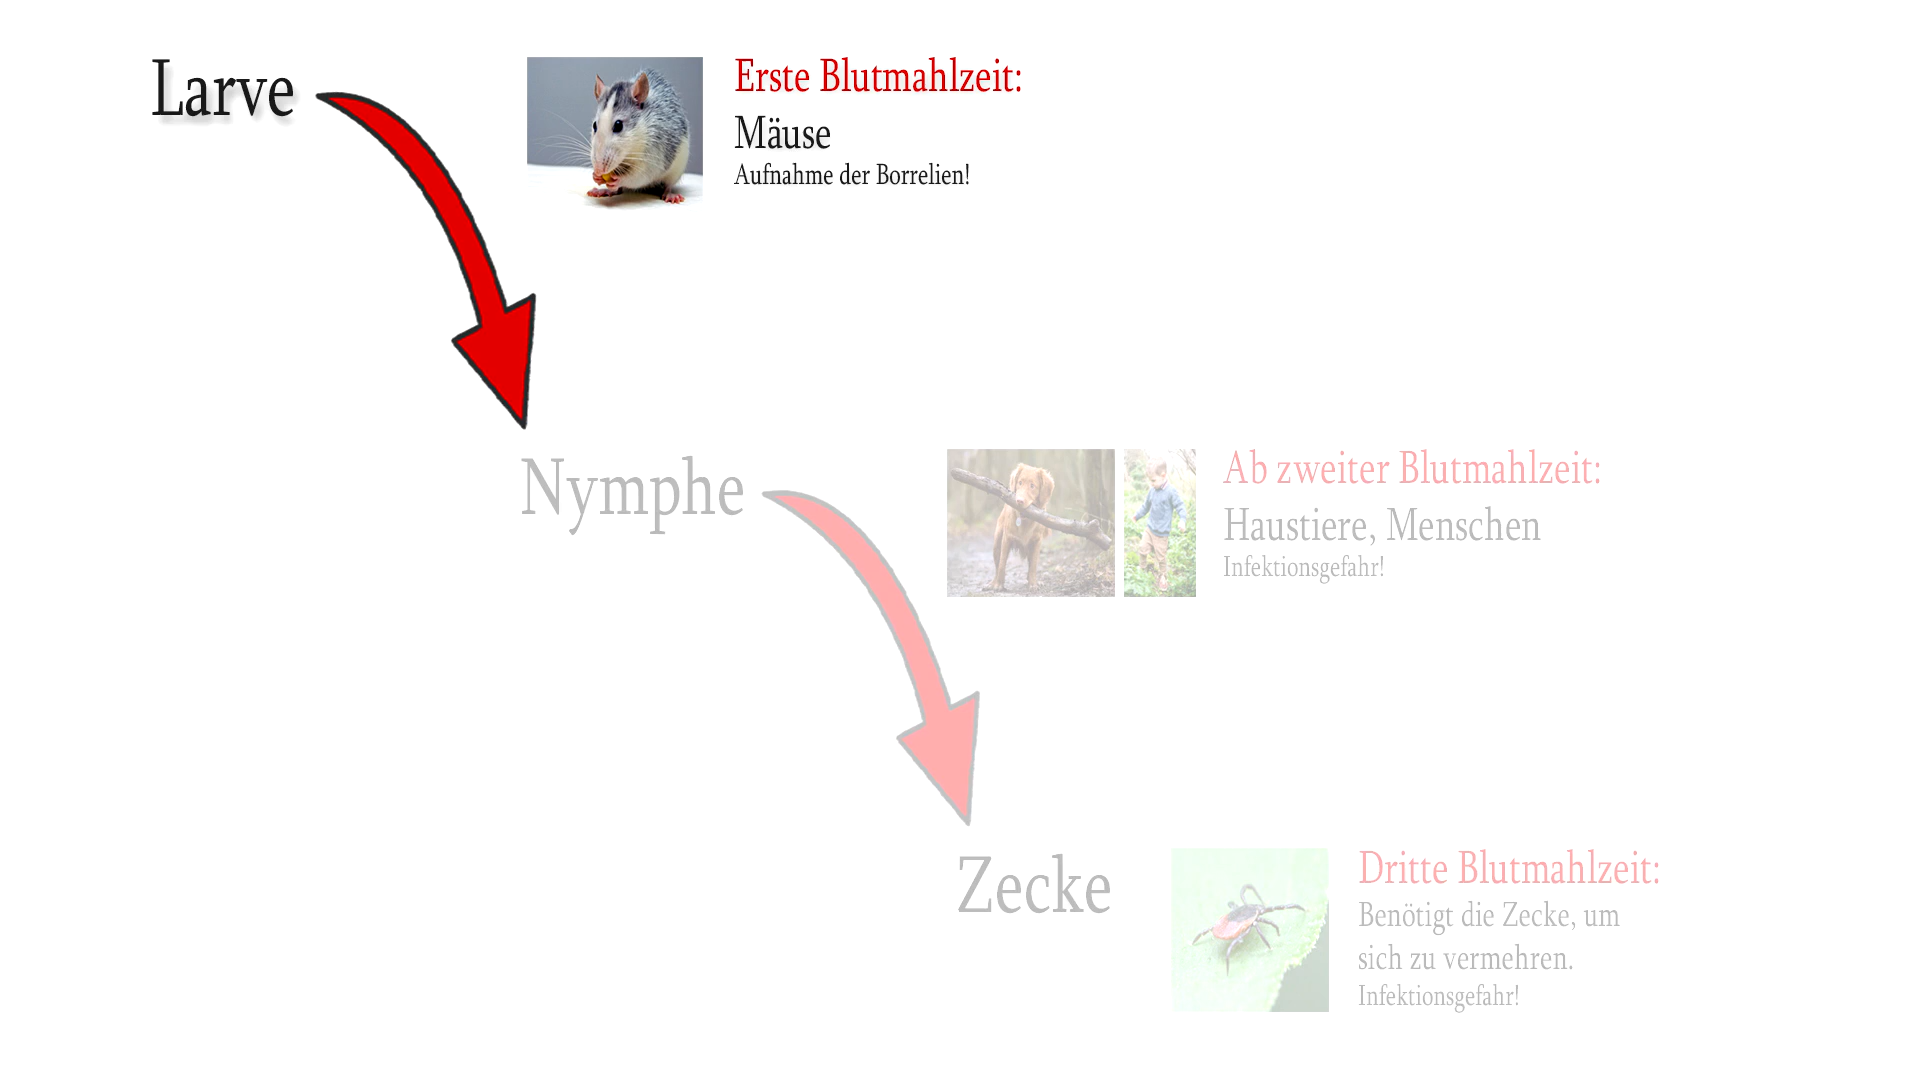 Larve
Erste Blutmahlzeit:
Mäuse
Aufnahme der Borrelien!
Nymphe
Ab zweiter Blutmahlzeit:
Haustiere, Menschen
Infektionsgefahr!
Zecke
Dritte Blutmahlzeit:
Benötigt die Zecke, um
sich zu vermehren.
Infektionsgefahr!